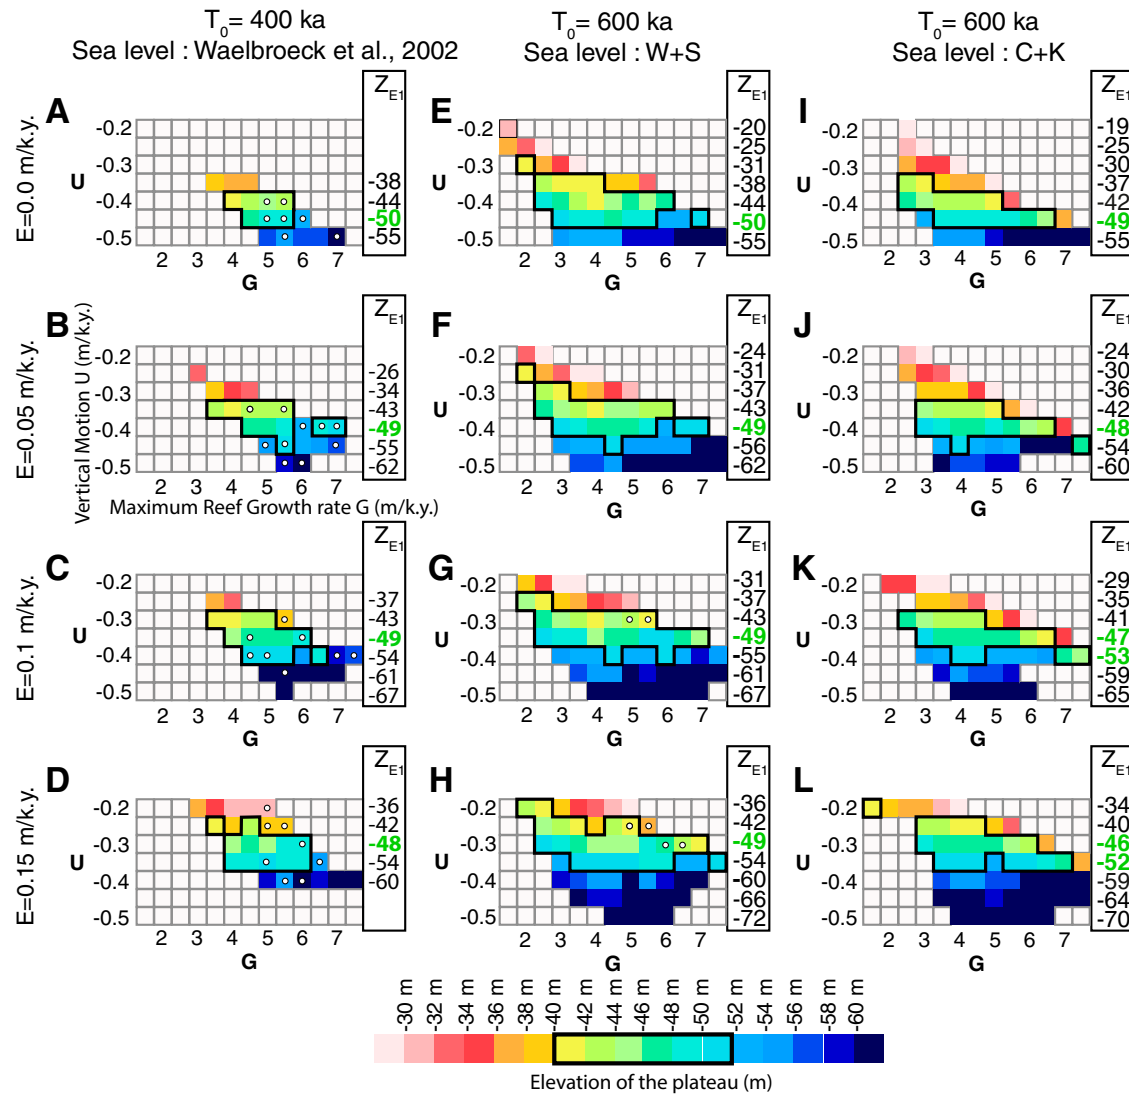 T0= 400 ka
Sea level : Waelbroeck et al., 2002
T0= 600 ka
Sea level : W+S
T0= 600 ka
Sea level : C+K
E=0.0 m/k.y.
A
U
-0.2
-0.3
-0.4
-0.5
2 3 4 5 6 7
G
ZE1
-38
-44
-50
-55
E
U
-0.2
-0.3
-0.4
-0.5
2 3 4 5 6 7
G
ZE1
-20
-25
-31
-38
-44
-50
-55
I
U
-0.2
-0.3
-0.4
-0.5
2 3 4 5 6 7
G
ZE1
-19
-25
-30
-37
-42
-49
-55
E=0.05 m/k.y.
B
Vertical Motion U (m/k.y.)
-0.2
-0.3
-0.4
-0.5
2 3 4 5 6 7
Maximum Reef Growth rate G (m/k.y.)
ZE1
-26
-34
-43
-49
-55
-62
F
U
-0.2
-0.3
-0.4
-0.5
2 3 4 5 6 7
G
ZE1
-24
-31
-37
-43
-49
-56
-62
J
U
-0.2
-0.3
-0.4
-0.5
2 3 4 5 6 7
G
ZE1
-24
-30
-36
-42
-48
-54
-60
E=0.1 m/k.y.
C
U
-0.2
-0.3
-0.4
-0.5
2 3 4 5 6 7
G
ZE1
-37
-43
-49
-54
-61
-67
G
U
-0.2
-0.3
-0.4
-0.5
2 3 4 5 6 7
G
ZE1
-31
-37
-43
-49
-55
-61
-67
K
U
-0.2
-0.3
-0.4
-0.5
2 3 4 5 6 7
G
ZE1
-29
-35
-41
-47
-53
-59
-65
E=0.15 m/k.y.
D
U
-0.2
-0.3
-0.4
-0.5
2 3 4 5 6 7
G
ZE1
-36
-42
-48
-54
-60
H
U
-0.2
-0.3
-0.4
-0.5
2 3 4 5 6 7
G
ZE1
-36
-42
-49
-54
-60
-66
-72
L
U
-0.2
-0.3
-0.4
-0.5
2 3 4 5 6 7
G
ZE1
-34
-40
-46
-52
-59
-64
-70
-30 m
-32 m
-34 m
-36 m
-38 m
-40 m
-42 m
-44 m
-46 m
-48 m
-50 m
-52 m
-54 m
-56 m
-58 m
-60 m
Elevation of the plateau (m)